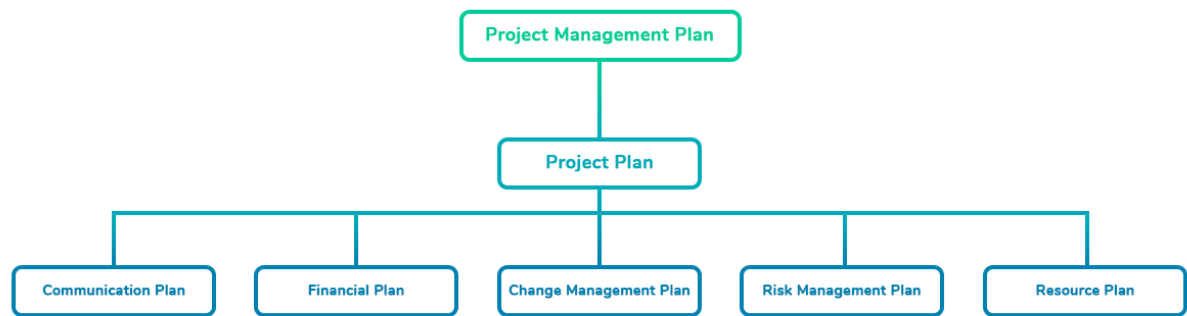 Project Management Plan
Project Plan
Communication Plan
Financial Plan
Change Management Plan
Risk Management Plan
Resource Plan